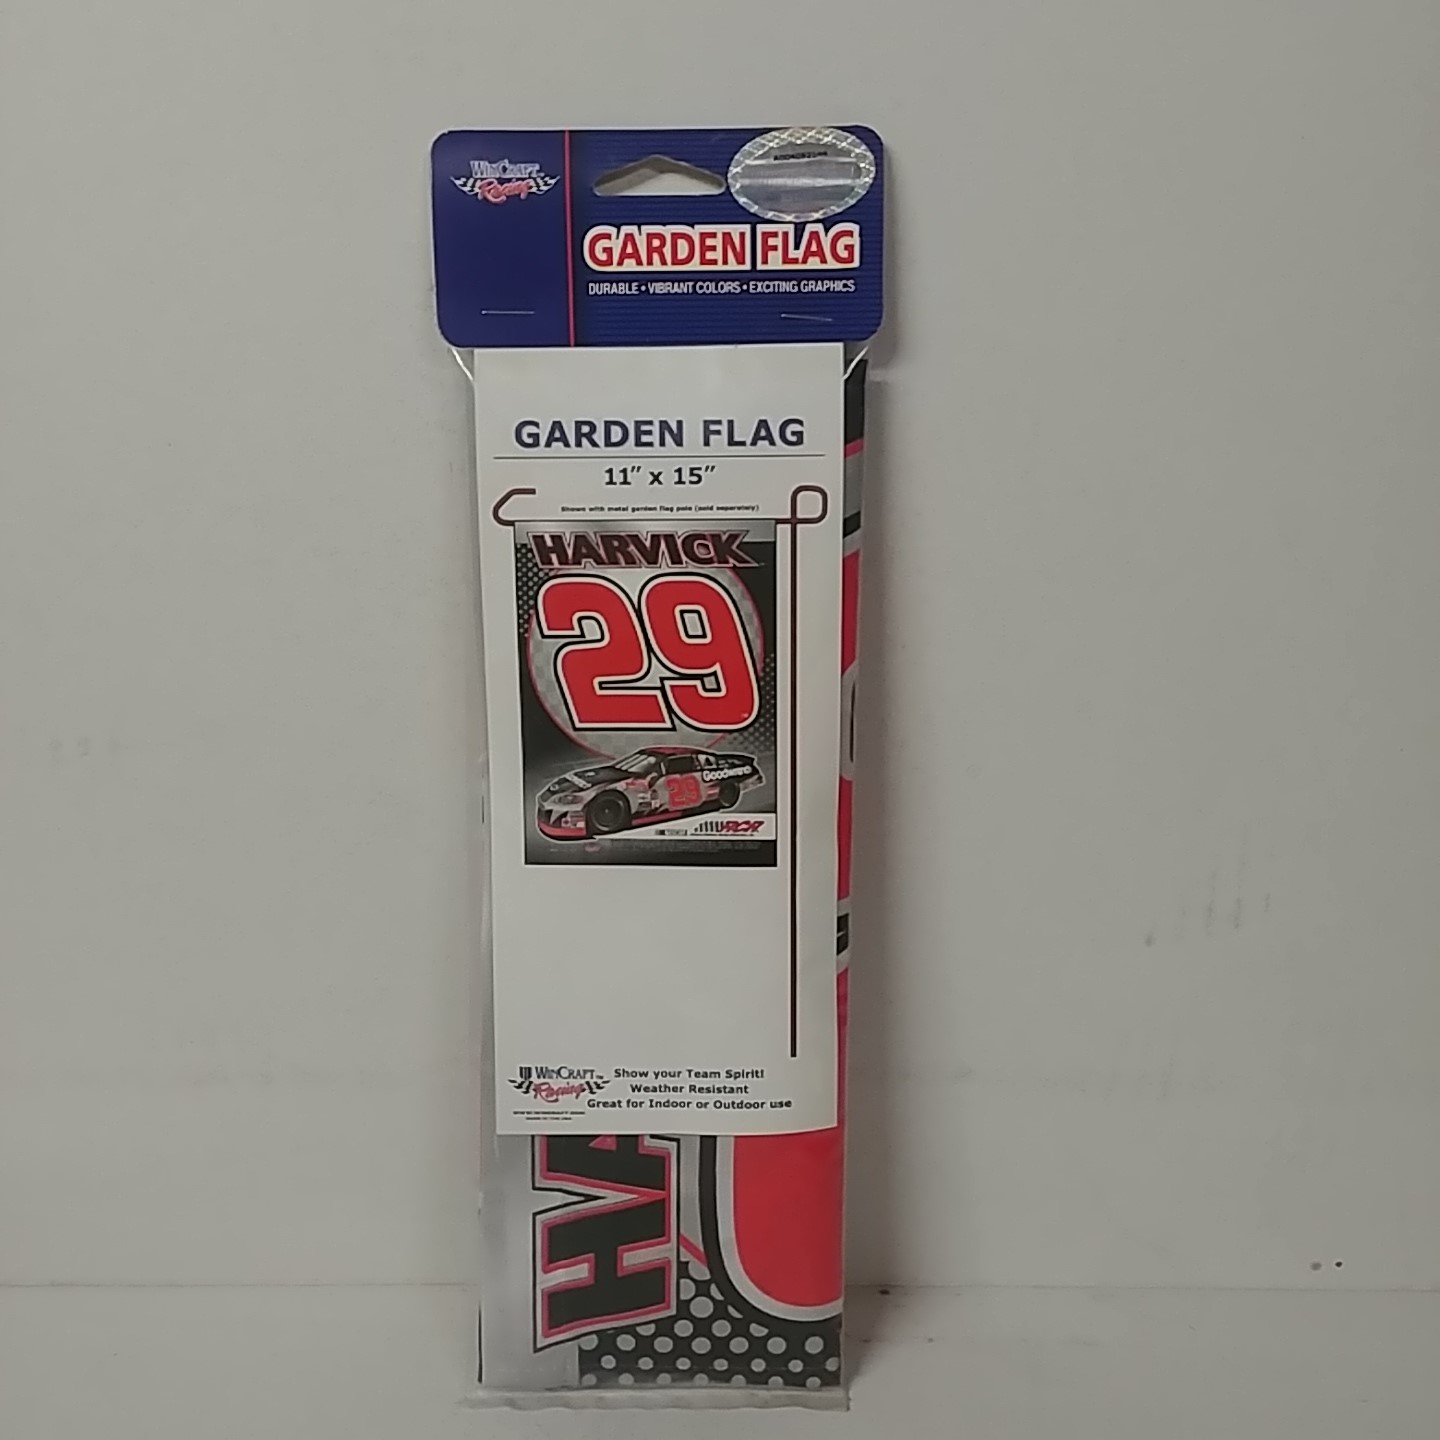 WINCRAFT
Racing
GARDEN FLAG
DURABLE • VIBRANT COLORS • EXCITING GRAPHICS
GARDEN FLAG
11" x 15"
Shown with metal garden flag pole (sold separately)
HARVICK
29
Goodwrench
29
RCR
WINCRAFT
Racing
Show your Team Spirit!
Weather Resistant
Great for Indoor or Outdoor use
HA